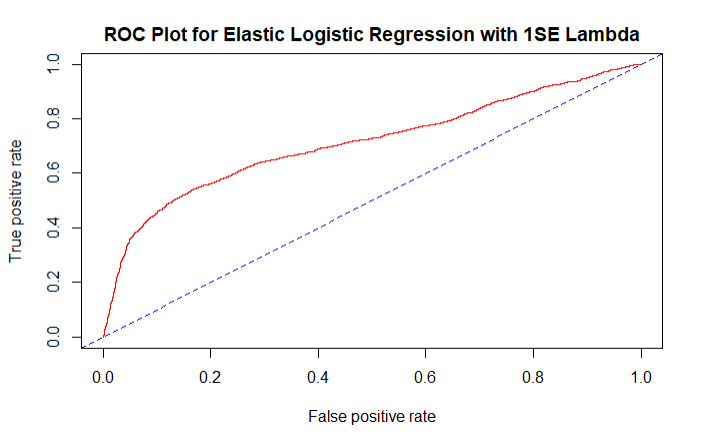 ROC Plot for Elastic Logistic Regression with 1SE Lambda
True positive rate
1.0
0.8
0.6
0.4
0.2
0.0
0.0 0.2 0.4 0.6 0.8 1.0
False positive rate